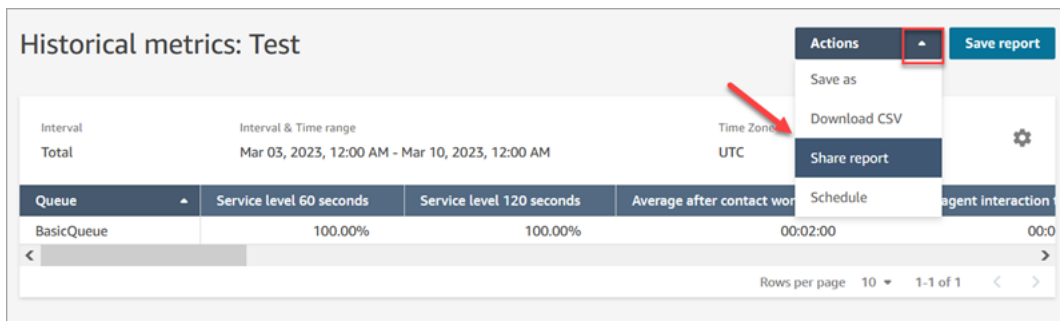 Historical metrics: Test
Actions
Save report
Save as
Download CSV
Share report
Schedule
Interval
Interval & Time range
Time Zone
Total
Mar 03, 2023, 12:00 AM - Mar 10, 2023, 12:00 AM
UTC
Queue Service level 60 seconds Service level 120 seconds Average after contact wor agent interaction
BasicQueue 100.00% 100.00% 00:02:00 00:0
Rows per page 10 1-1 of 1